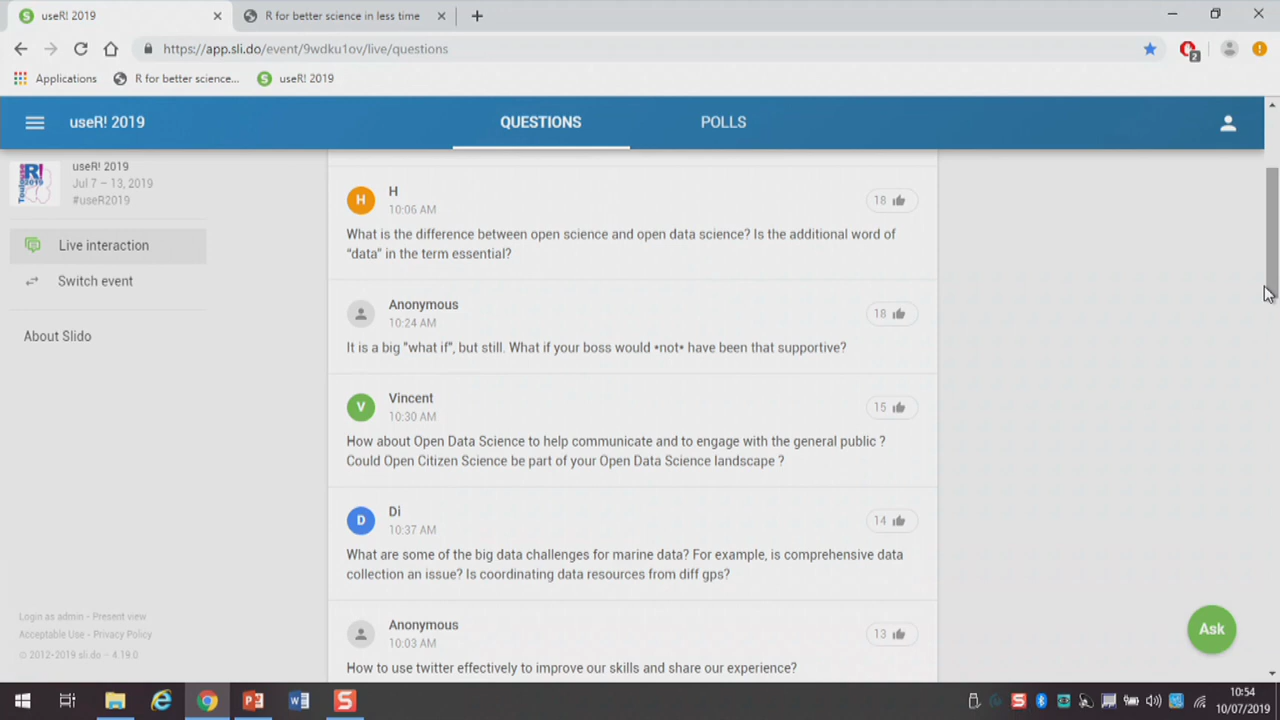 useR! 2019
R for better science in less time
https://app.sli.do/event/9wdku1ov/live/questions
2
Applications
R for better science...
useR! 2019
useR! 2019
QUESTIONS
POLLS
useR! 2019
Jul 7 – 13, 2019
#useR2019
Live interaction
Switch event
About Slido
H
H
10:06 AM
18
What is the difference between open science and open data science? Is the additional word of
"data" in the term essential?
Anonymous
10:24 AM
18
It is a big "what if", but still. What if your boss would *not* have been that supportive?
V
Vincent
10:30 AM
15
How about Open Data Science to help communicate and to engage with the general public ?
Could Open Citizen Science be part of your Open Data Science landscape ?
D
Di
10:37 AM
14
What are some of the big data challenges for marine data? For example, is comprehensive data
collection an issue? Is coordinating data resources from diff gps?
Anonymous
10:03 AM
13
How to use twitter effectively to improve our skills and share our experience?
Login as admin - Present view
Acceptable Use - Privacy Policy
© 2012-2019 sli.do – 4.19.0
Ask
10:54
10/07/2019